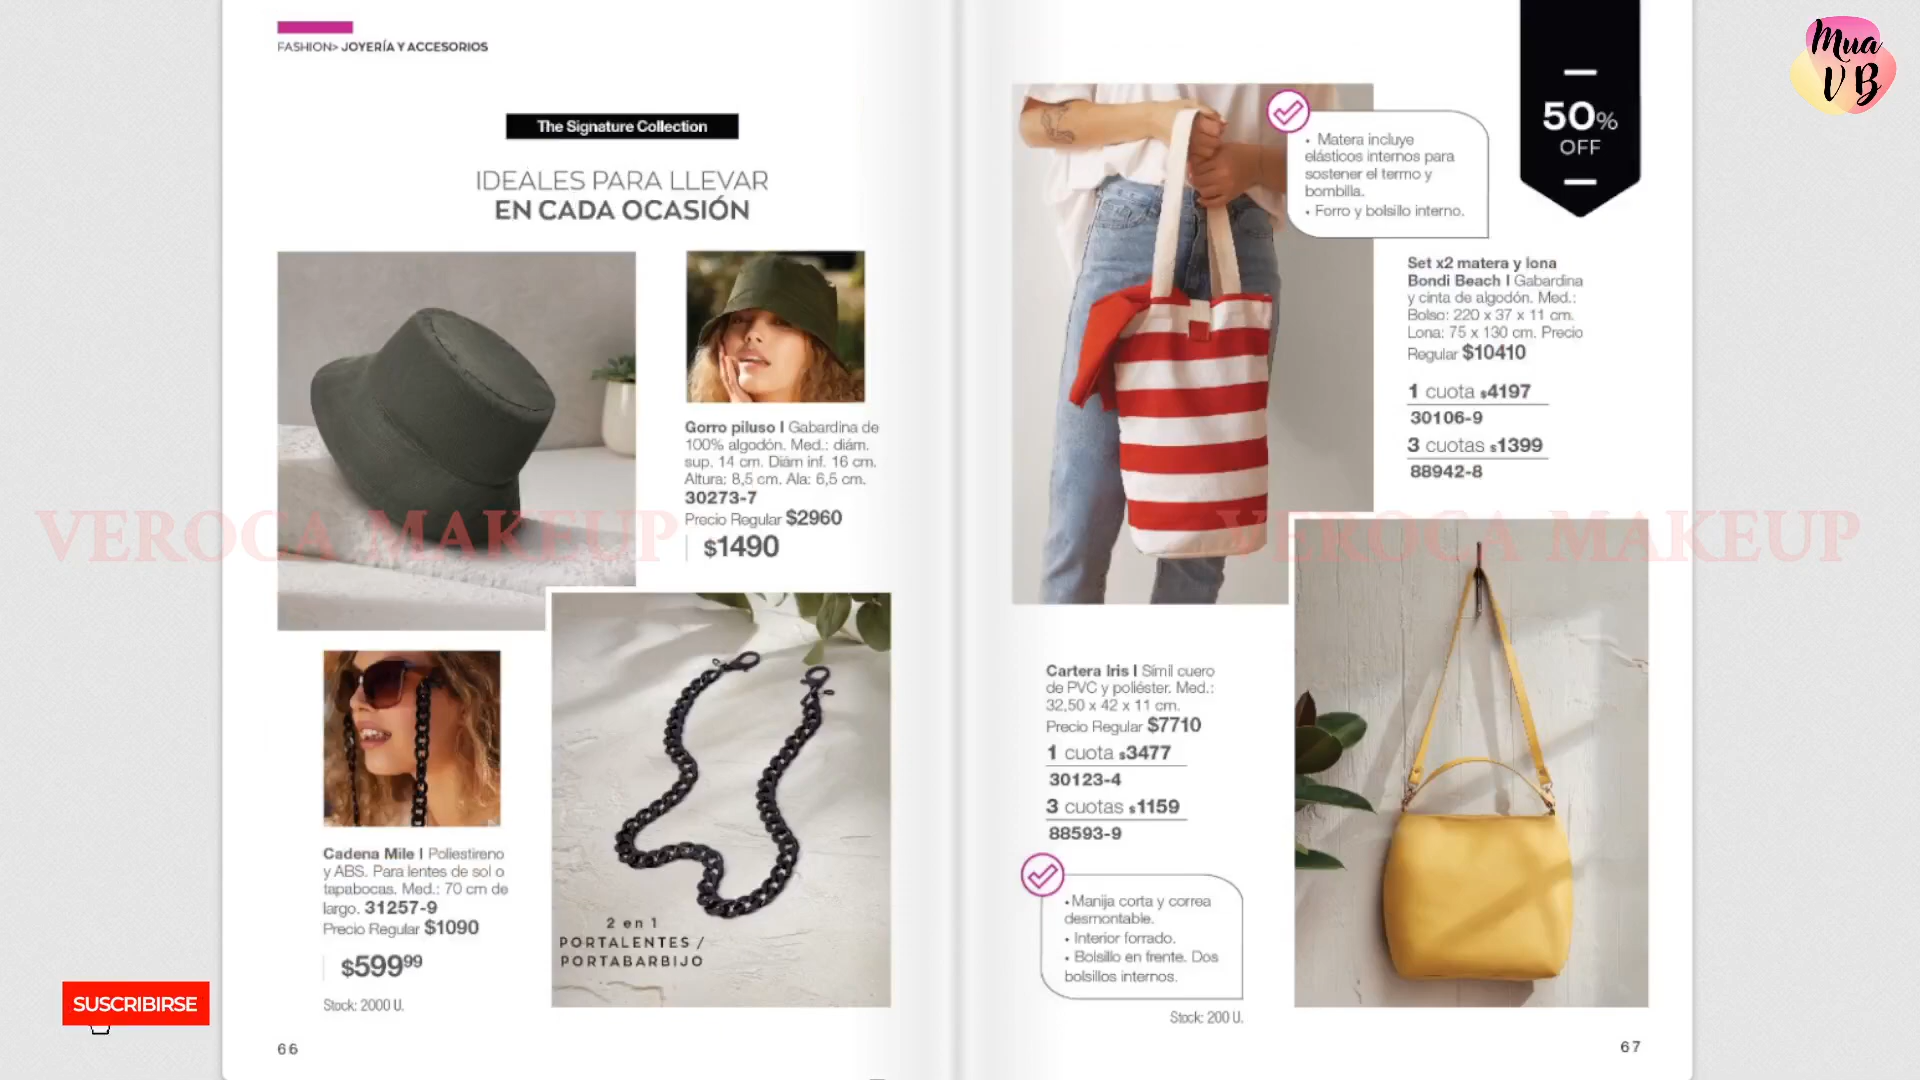 FASHION> JOYERÍA Y ACCESORIOS
The Signature Collection
IDEALES PARA LLEVAR
EN CADA OCASIÓN
Gorro piluso | Gabardina de
100% algodón. Med.: diám.
sup. 14 cm. Diám inf. 16 cm.
Altura: 8,5 cm. Ala: 6,5 cm.
30273-7
Precio Regular $2960
$1490
Cadena Mile | Poliestireno
y ABS. Para lentes de sol o
tapabocas. Med.: 70 cm de
largo. 31257-9
Precio Regular $1090
$599⁹⁹
Stock: 2000 U.
2 en 1
PORTALENTES /
PORTABARBIJO
66
• Matera incluye
elásticos internos para
sostener el termo y
bombilla.
• Forro y bolsillo interno.
50%
OFF
Set x2 matera y lona
Bondi Beach | Gabardina
y cinta de algodón. Med.:
Bolso: 220 x 37 x 11 cm.
Lona: 75 x 130 cm. Precio
Regular $10410
1 cuota $4197
30106-9
3 cuotas $1399
88942-8
Cartera Iris | Símil cuero
de PVC y poliéster. Med.:
32,50 x 42 x 11 cm.
Precio Regular $7710
1 cuota $3477
30123-4
3 cuotas $1159
88593-9
• Manija corta y correa
desmontable.
• Interior forrado.
• Bolsillo en frente. Dos
bolsillos internos.
Stock: 200 U.
67
Mua
VB
VEROCA MAKEUP
VEROCA MAKEUP
SUSCRIBIRSE